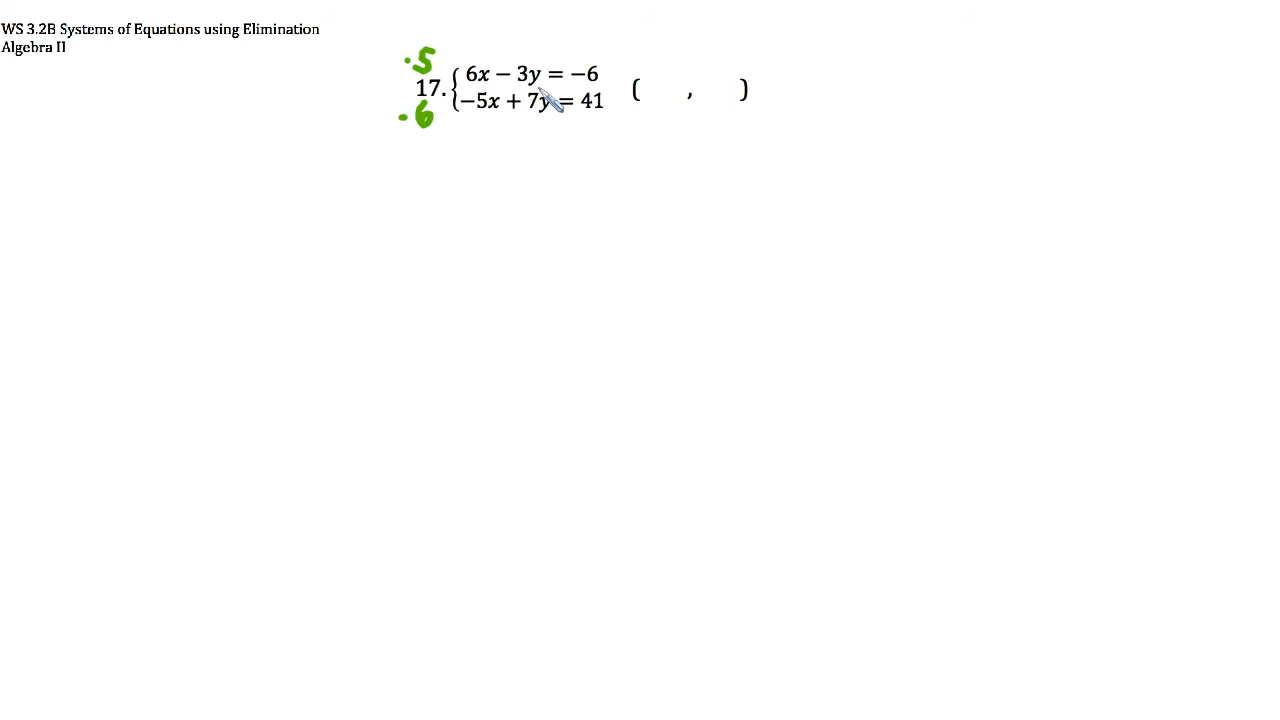 WS 3.2B Systems of Equations using Elimination
Algebra II
·5
17. { 6x − 3y = −6
−5x + 7y = 41 ( , )
·6